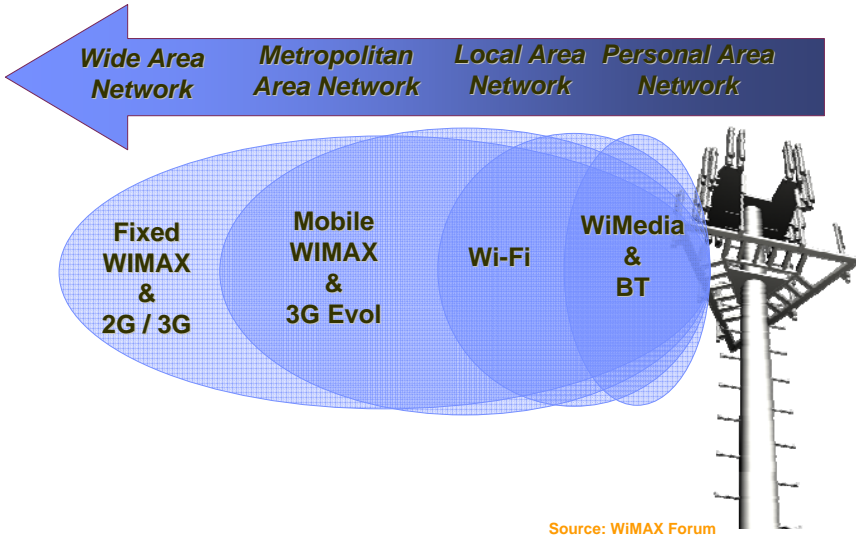 Wide Area
Network
Metropolitan
Area Network
Local Area
Network
Personal Area
Network
Fixed
WIMAX
&
2G / 3G
Mobile
WIMAX
&
3G Evol
Wi-Fi
WiMedia
&
BT
Source: WiMAX Forum